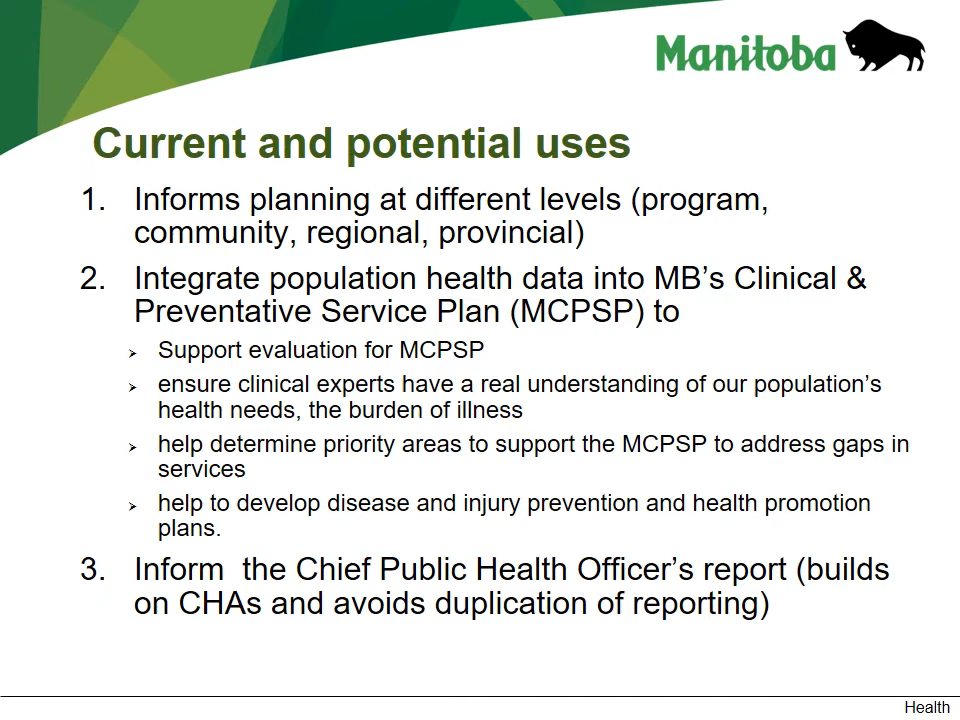 Manitoba
Current and potential uses
1. Informs planning at different levels (program,
community, regional, provincial)
2. Integrate population health data into MB’s Clinical &
Preventative Service Plan (MCPSP) to
➢ Support evaluation for MCPSP
➢ ensure clinical experts have a real understanding of our population’s
health needs, the burden of illness
➢ help determine priority areas to support the MCPSP to address gaps in
services
➢ help to develop disease and injury prevention and health promotion
plans.
3. Inform  the Chief Public Health Officer’s report (builds
on CHAs and avoids duplication of reporting)
Health